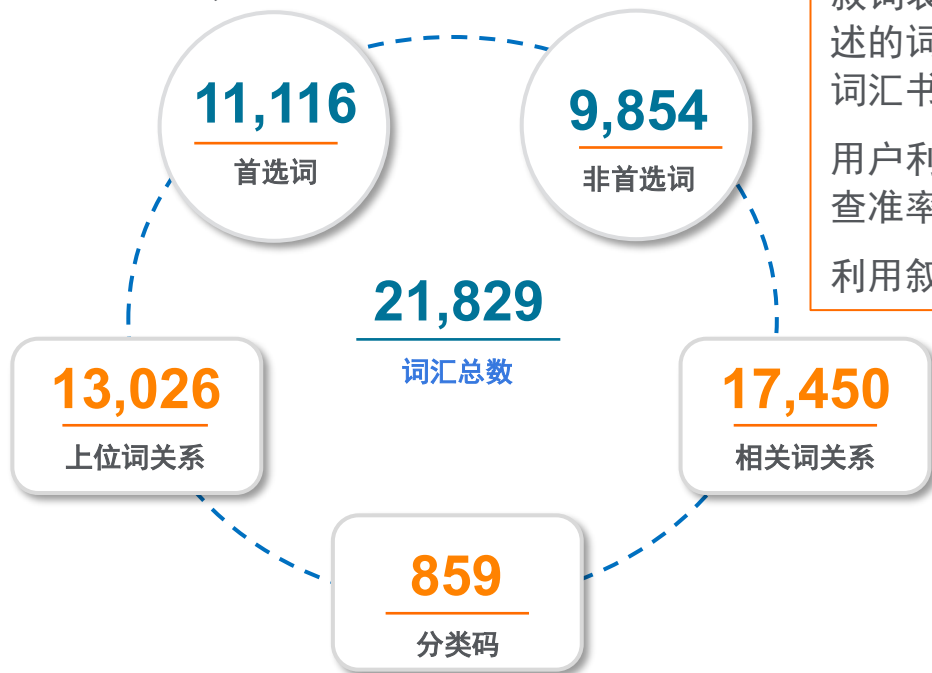 11,116
首选词
9,854
非首选词
21,829
词汇总数
13,026
上位词关系
17,450
相关词关系
859
分类码
述的词
词汇书
用户利
查准率
利用叙